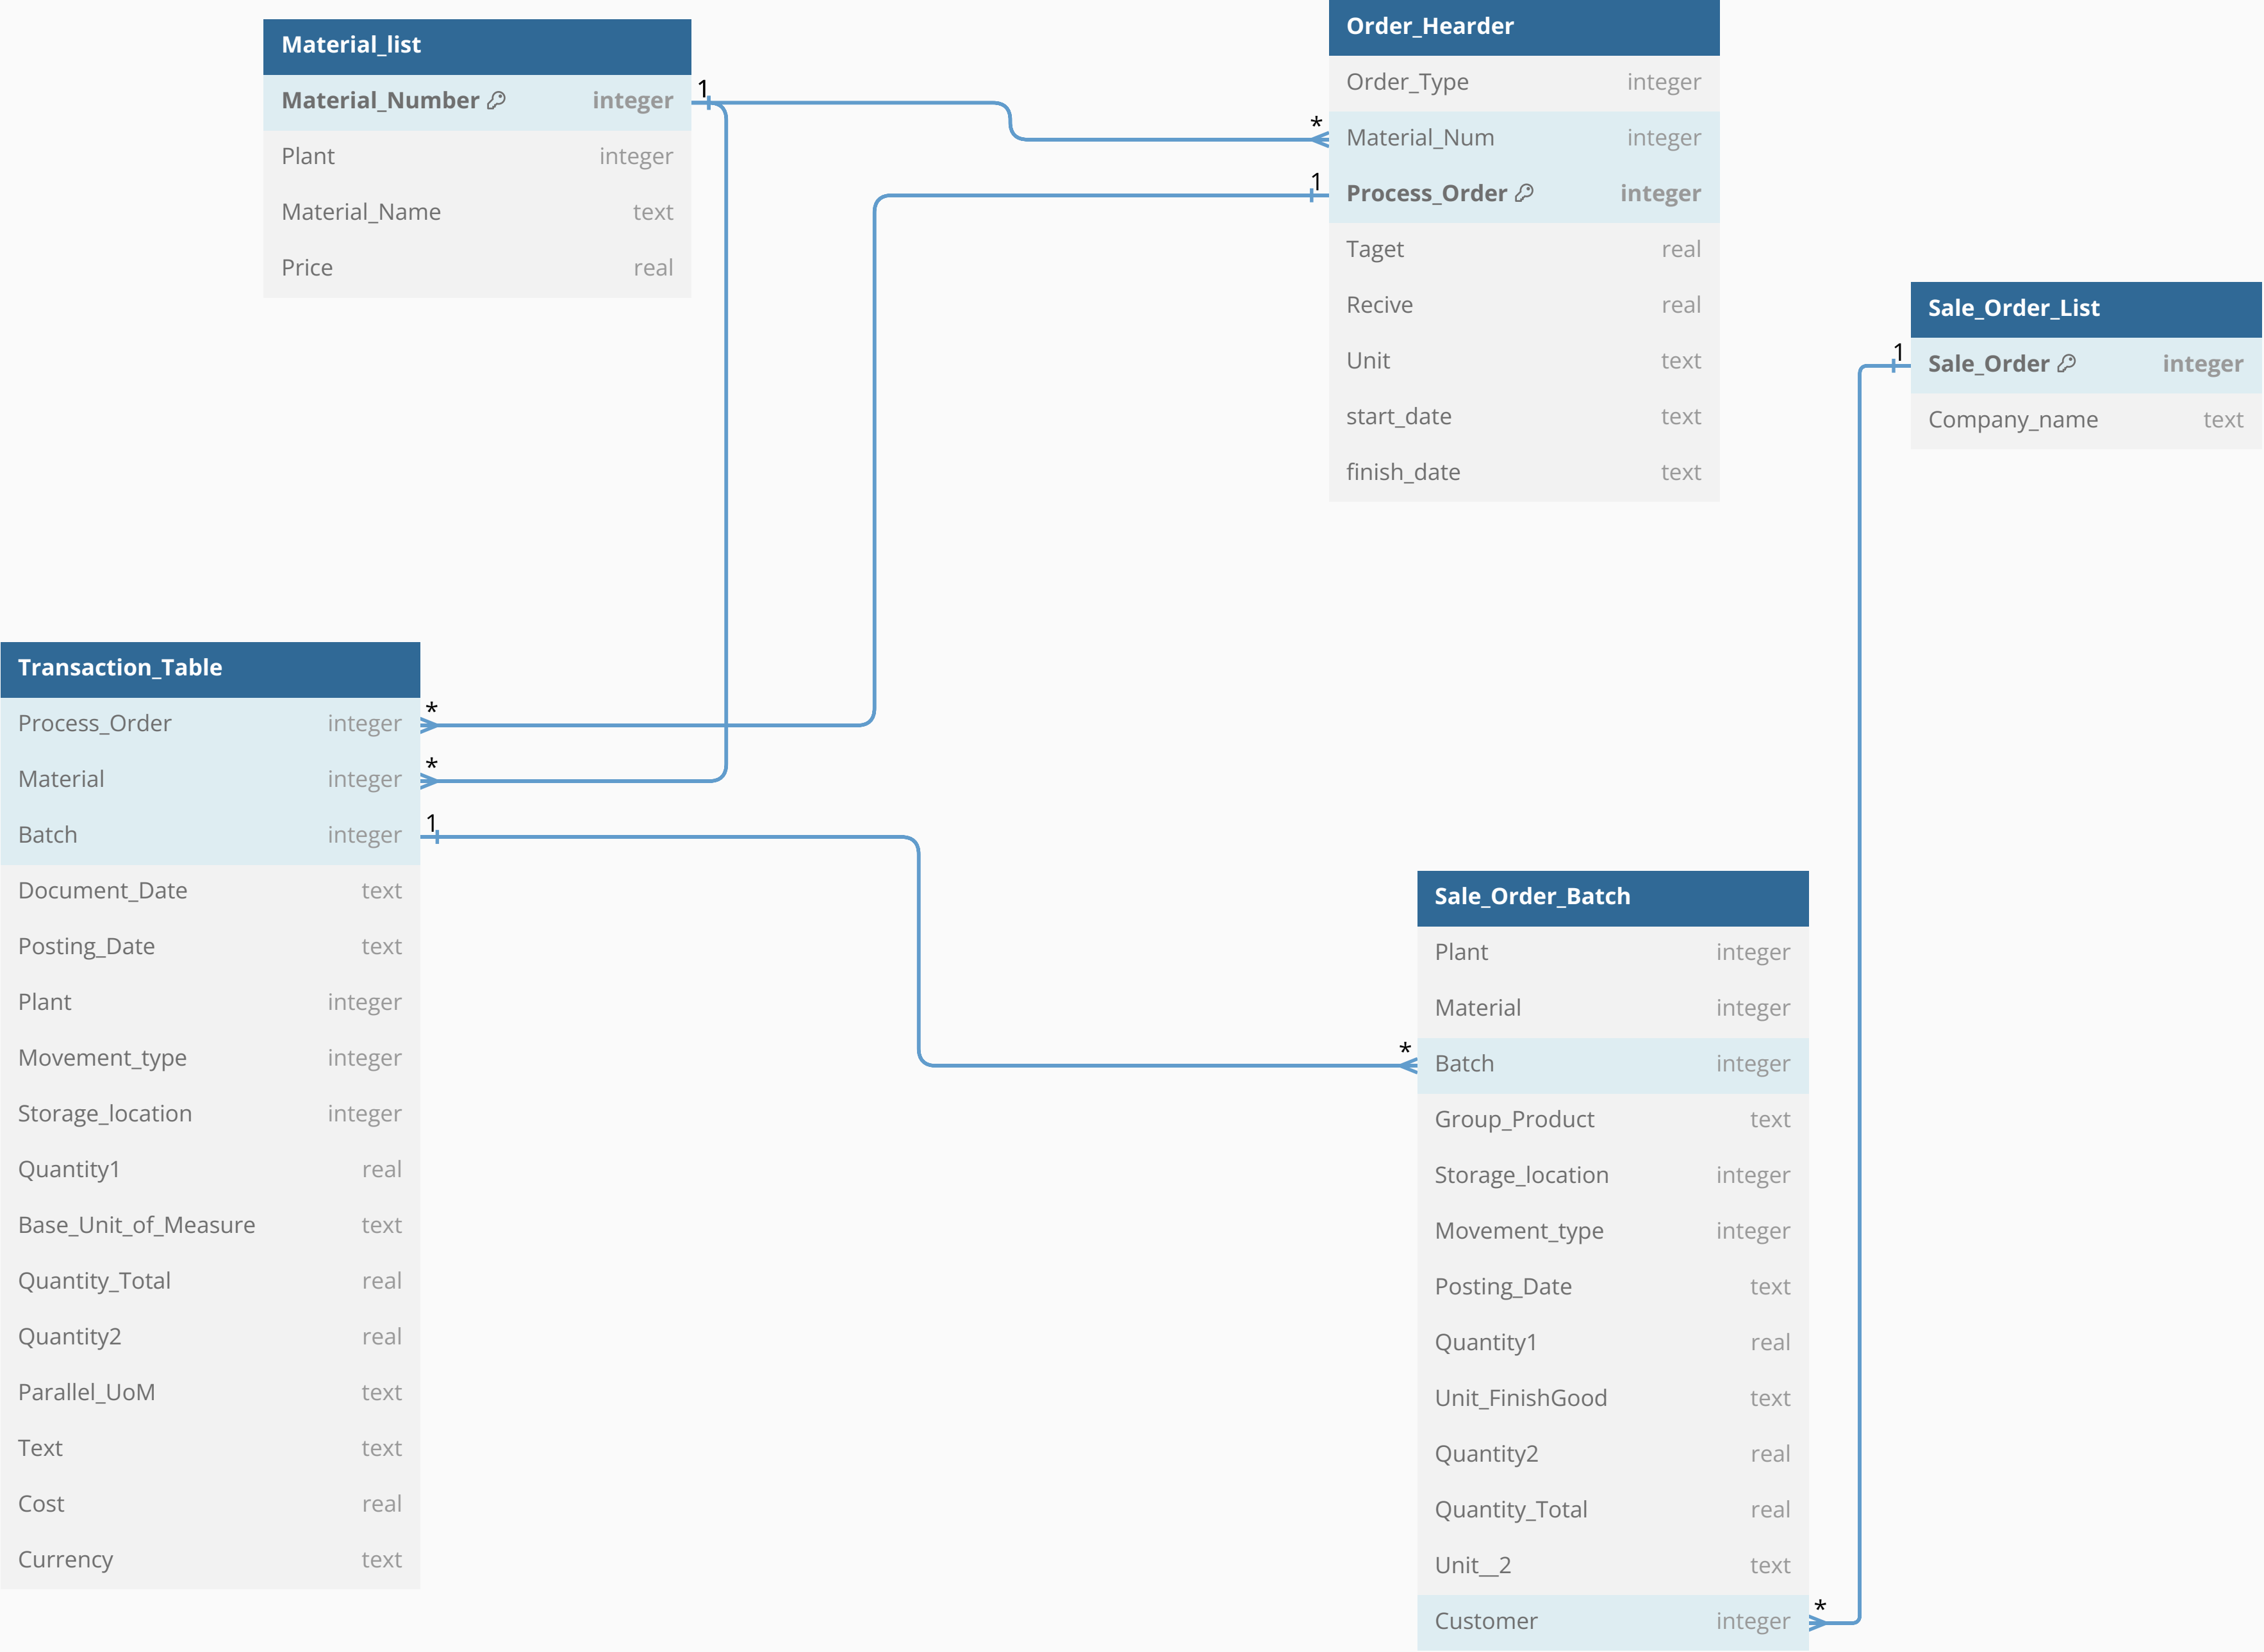 Material_list
Material_Number integer
Plant integer
Material_Name text
Price real
1
*
1
Order_Hearder
Order_Type integer
Material_Num integer
Process_Order integer
Taget real
Recive real
Unit text
start_date text
finish_date text
Sale_Order_List
1
Sale_Order integer
Company_name text
Transaction_Table
Process_Order integer
*
Material integer
*
Batch integer
1
Document_Date text
Posting_Date text
Plant integer
Movement_type integer
Storage_location integer
Quantity1 real
Base_Unit_of_Measure text
Quantity_Total real
Quantity2 real
Parallel_UoM text
Text text
Cost real
Currency text
Sale_Order_Batch
Plant integer
Material integer
*
Batch integer
Group_Product text
Storage_location integer
Movement_type integer
Posting_Date text
Quantity1 real
Unit_FinishGood text
Quantity2 real
Quantity_Total real
Unit__2 text
Customer integer
*